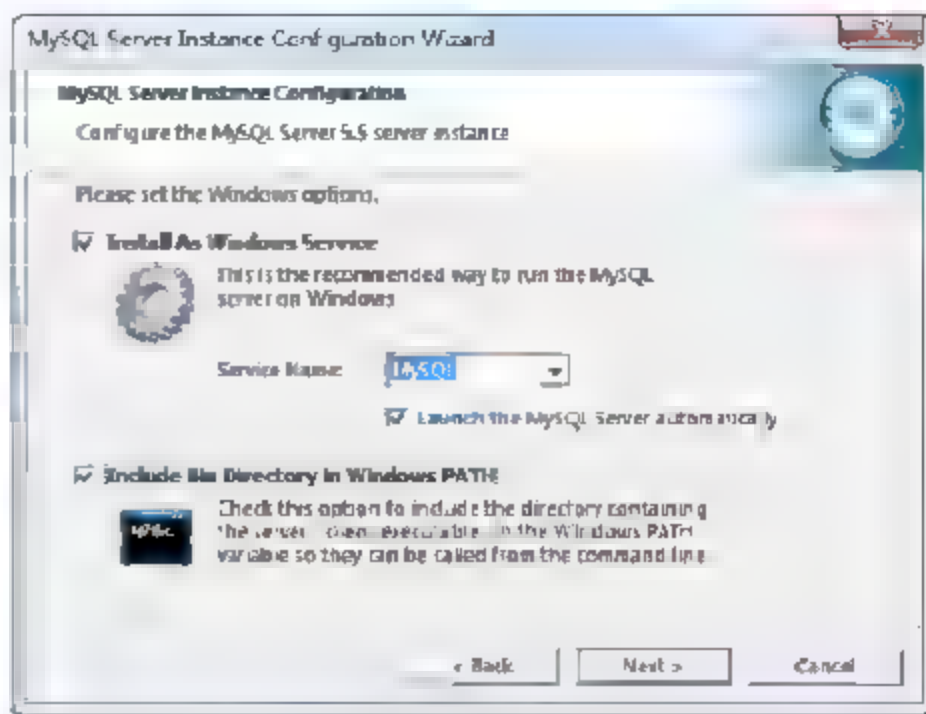 MySQL Server Instance Configuration Wizard
MySQL Server Instance Configuration
Configure the MySQL Server 5.5 server instance
Please set the Windows options.
Install As Windows Service
This is the recommended way to run the MySQL
server on Windows
Service Name:
MySQL
Launch the MySQL Server automatically
Include Bin Directory in Windows PATH
Check this option to include the directory containing
the server executable in the Windows PATH
variable so they can be called from the command line
< Back
Next >
Cancel